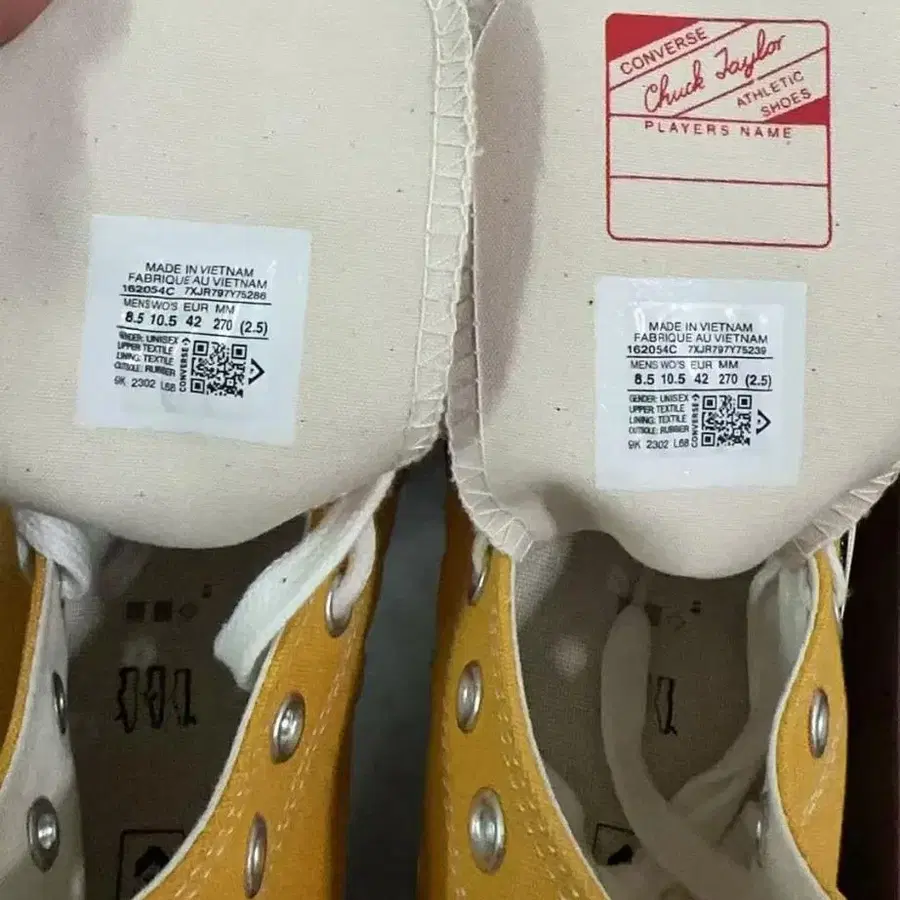 MADE IN VIETNAM
FABRIQUE AU VIETNAM
162054C 7XJR797Y75286
MENS WO'S EUR MM
8.5 10.5 42 270 (2.5)
GENDER: UNISEX
UPPER: TEXTILE
LINING: TEXTILE
OUTSOLE: RUBBER
CONVERSE
9K 2302 L68
CONVERSE
Chuck Taylor
ATHLETIC
SHOES
PLAYERS NAME
MADE IN VIETNAM
FABRIQUE AU VIETNAM
162054C 7XJR797Y75239
MENS WO'S EUR MM
8.5 10.5 42 270 (2.5)
GENDER: UNISEX
UPPER: TEXTILE
LINING: TEXTILE
OUTSOLE: RUBBER
CONVERSE
9K 2302 L68